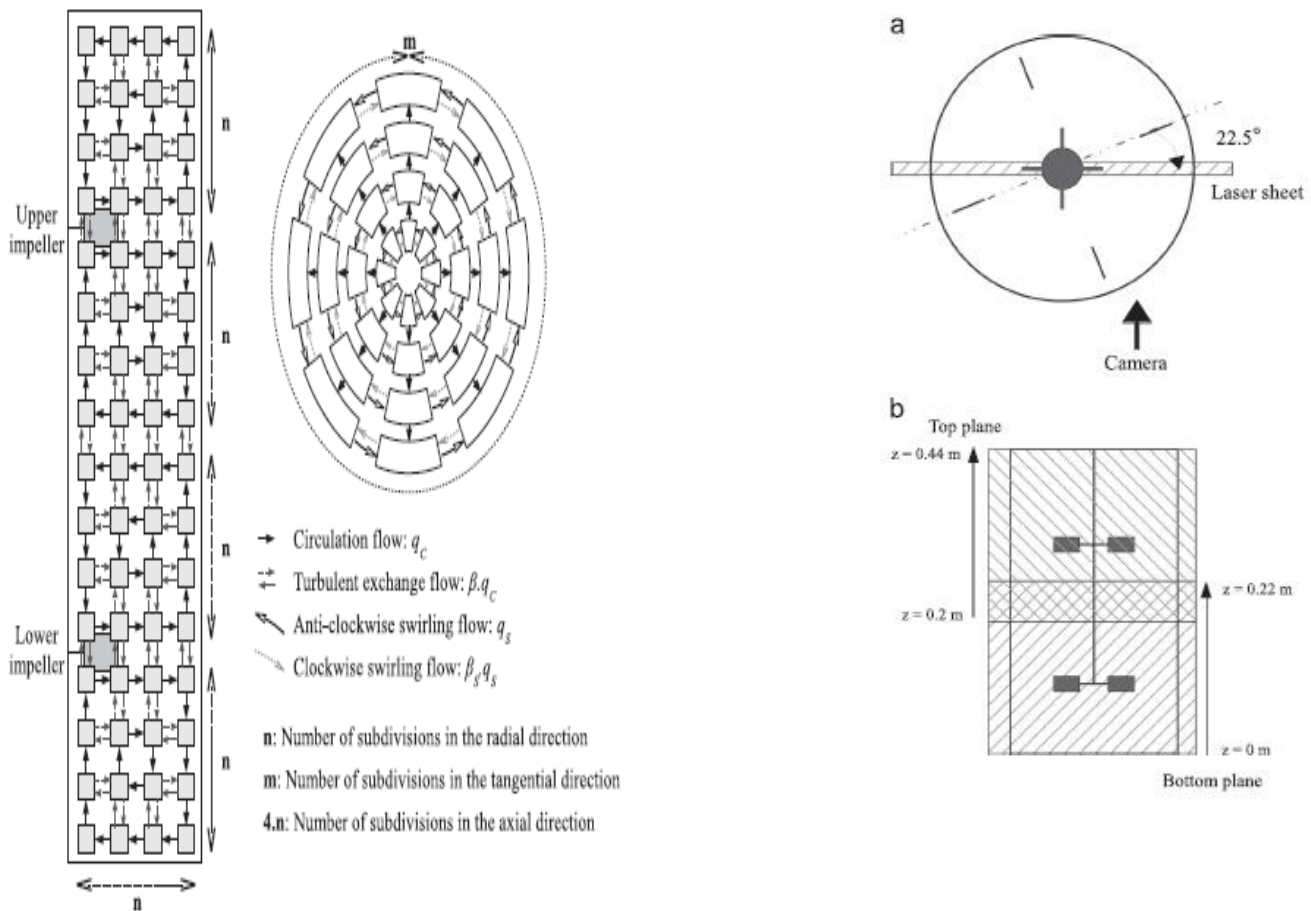 n
m
n
Upper
impeller
n
n
Lower
impeller
n
n
Circulation flow: q_c
Turbulent exchange flow: β.q_c
Anti-clockwise swirling flow: q_s
Clockwise swirling flow: β_s q_s
n: Number of subdivisions in the radial direction
m: Number of subdivisions in the tangential direction
4.n: Number of subdivisions in the axial direction
a
22.5°
Laser sheet
Camera
b
Top plane
z = 0.44 m
z = 0.22 m
z = 0.2 m
z = 0 m
Bottom plane